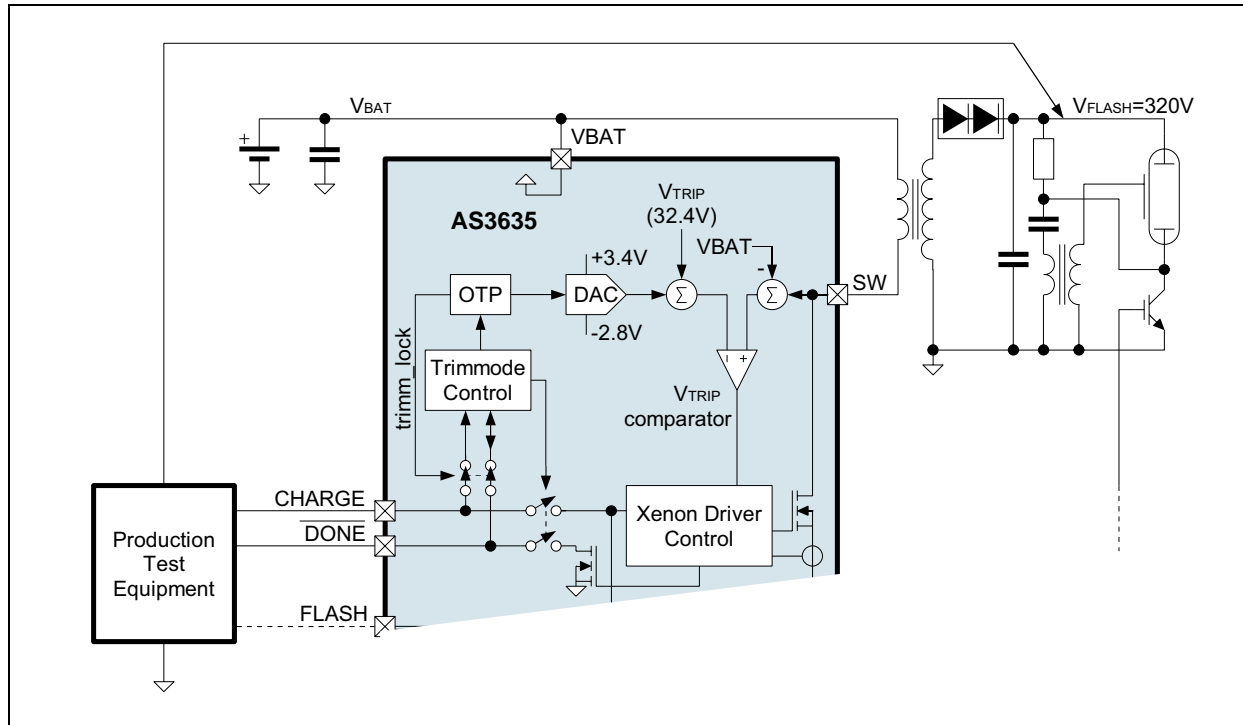 VBAT
VFLASH=320V
+
VBAT
AS3635
VTRIP
(32.4V)
VBAT
-
SW
+3.4V
OTP
DAC
Σ
Σ
-2.8V
trimm_lock
Trimmode
Control
– +
VTRIP
comparator
CHARGE
DONE
Xenon Driver
Control
Production
Test
Equipment
FLASH